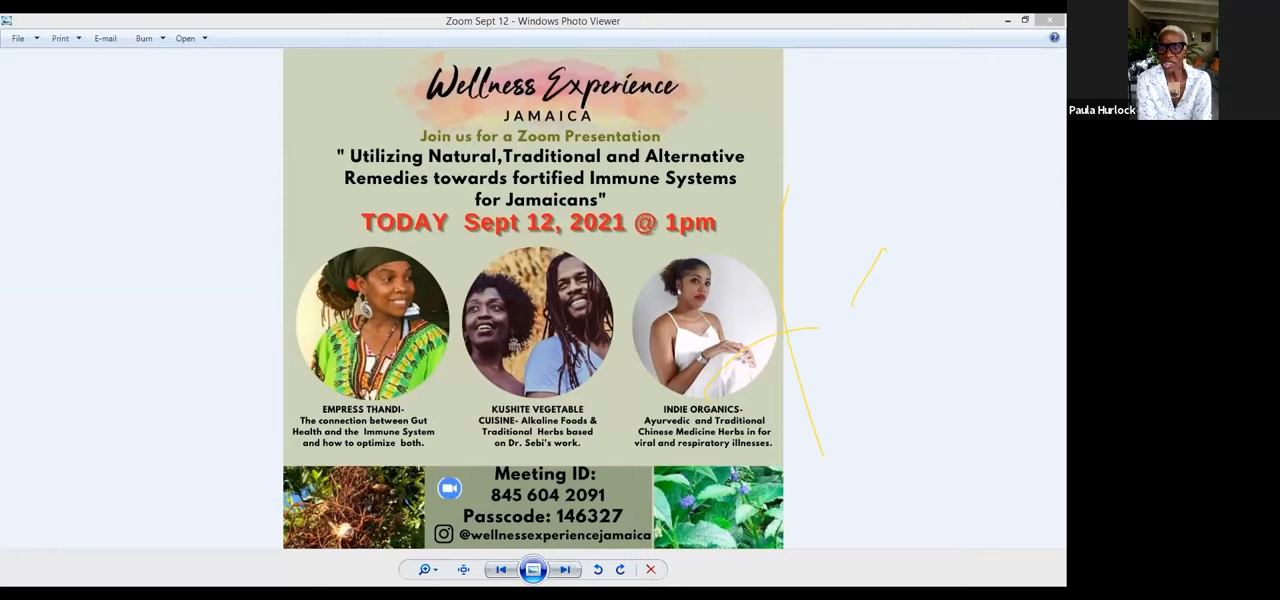 Zoom Sept 12 - Windows Photo Viewer
File Print E-mail Burn Open
Wellness Experience
JAMAICA
Join us for a Zoom Presentation
" Utilizing Natural,Traditional and Alternative
Remedies towards fortified Immune Systems
for Jamaicans"
TODAY Sept 12, 2021 @ 1pm
EMPRESS THANDI-
The connection between Gut
Health and the Immune System
and how to optimize both.
KUSHITE VEGETABLE
CUISINE- Alkaline Foods &
Traditional Herbs based
on Dr. Sebi's work.
INDIE ORGANICS-
Ayurvedic and Traditional
Chinese Medicine Herbs in for
viral and respiratory illnesses.
Meeting ID:
845 604 2091
Passcode: 146327
@wellnessexperiencejamaica
Paula Hurlock